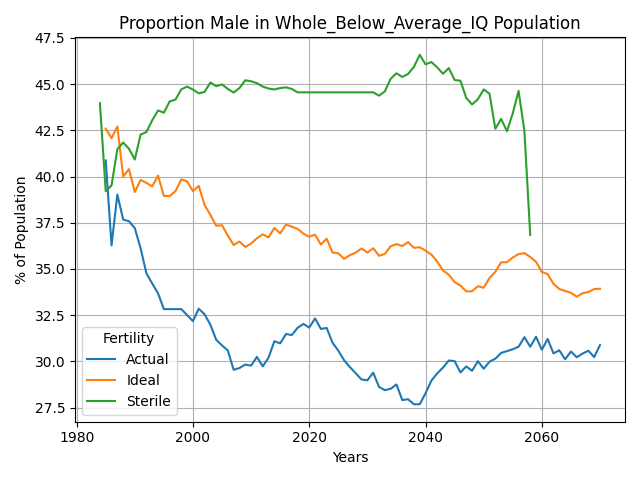 Proportion Male in Whole_Below_Average_IQ Population
% of Population
47.5
45.0
42.5
40.0
37.5
35.0
32.5
30.0
27.5
Fertility
Actual
Ideal
Sterile
1980
2000
2020
2040
2060
Years